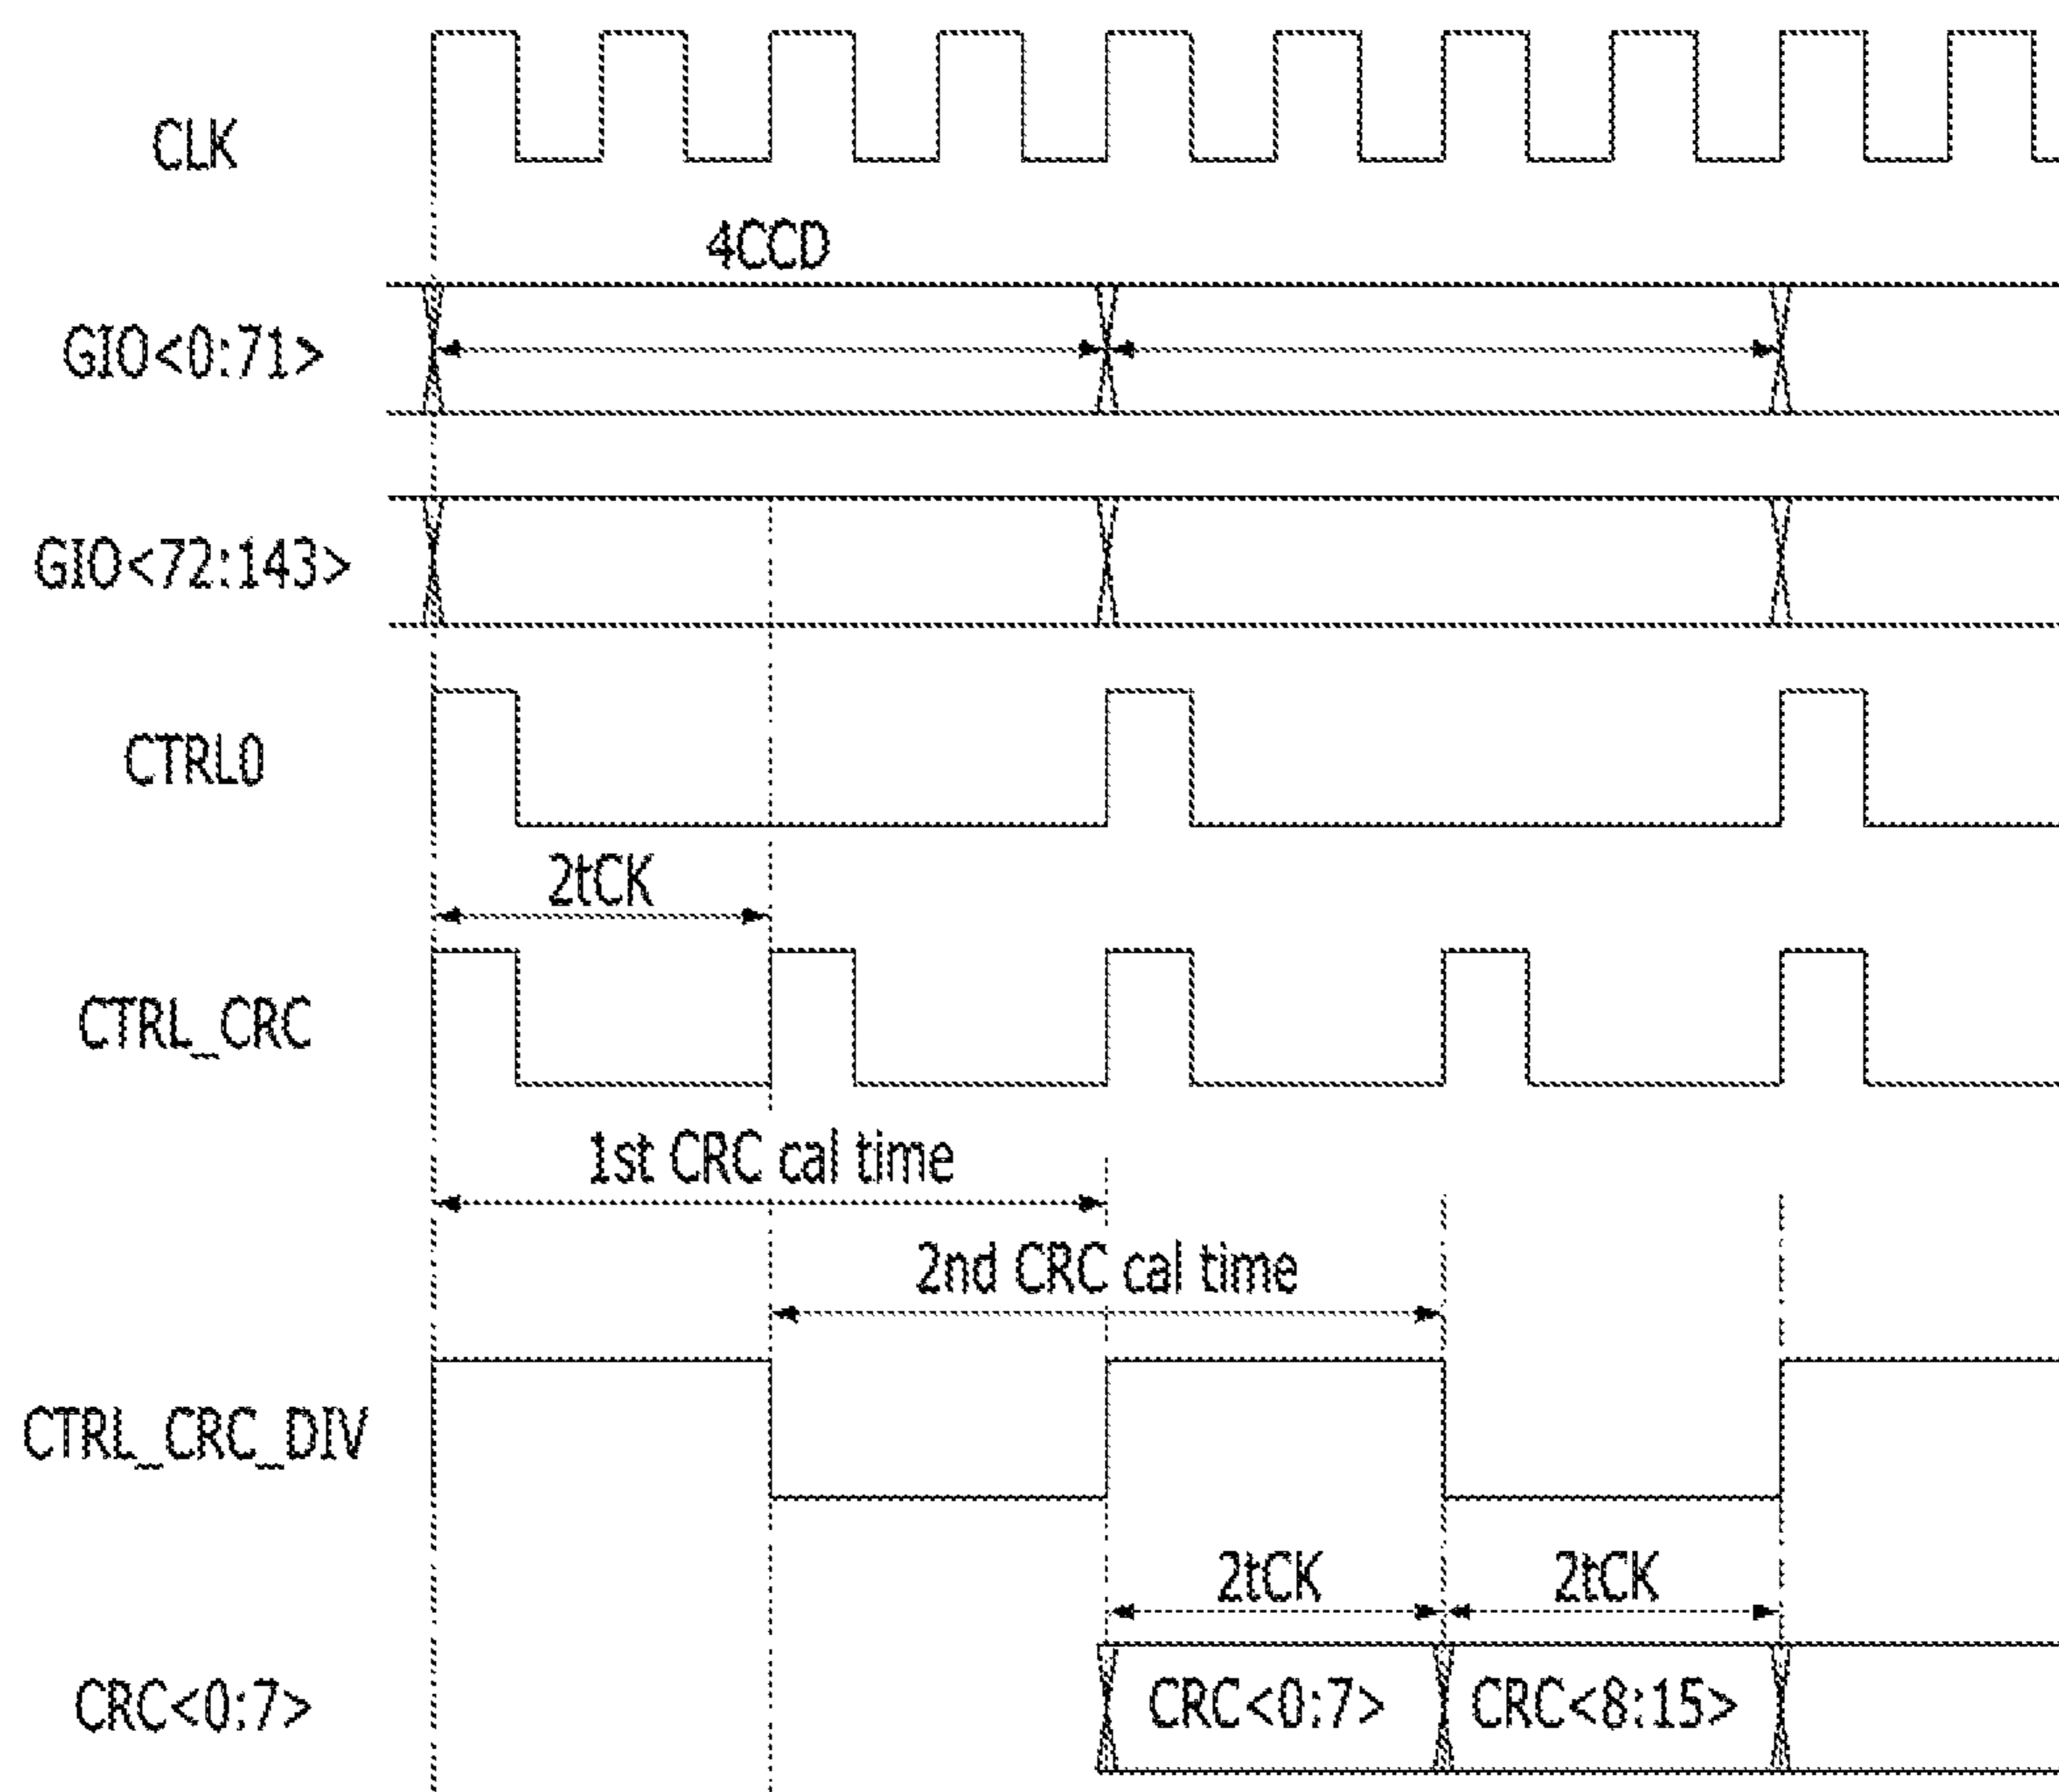 CLK
4CCD
GIO<0:71>
GIO<72:143>
CTRL0
2tCK
CTRL_CRC
1st CRC cal time
2nd CRC cal time
CTRL_CRC_DIV
2tCK 2tCK
CRC<0:7> CRC<0:7> CRC<8:15>